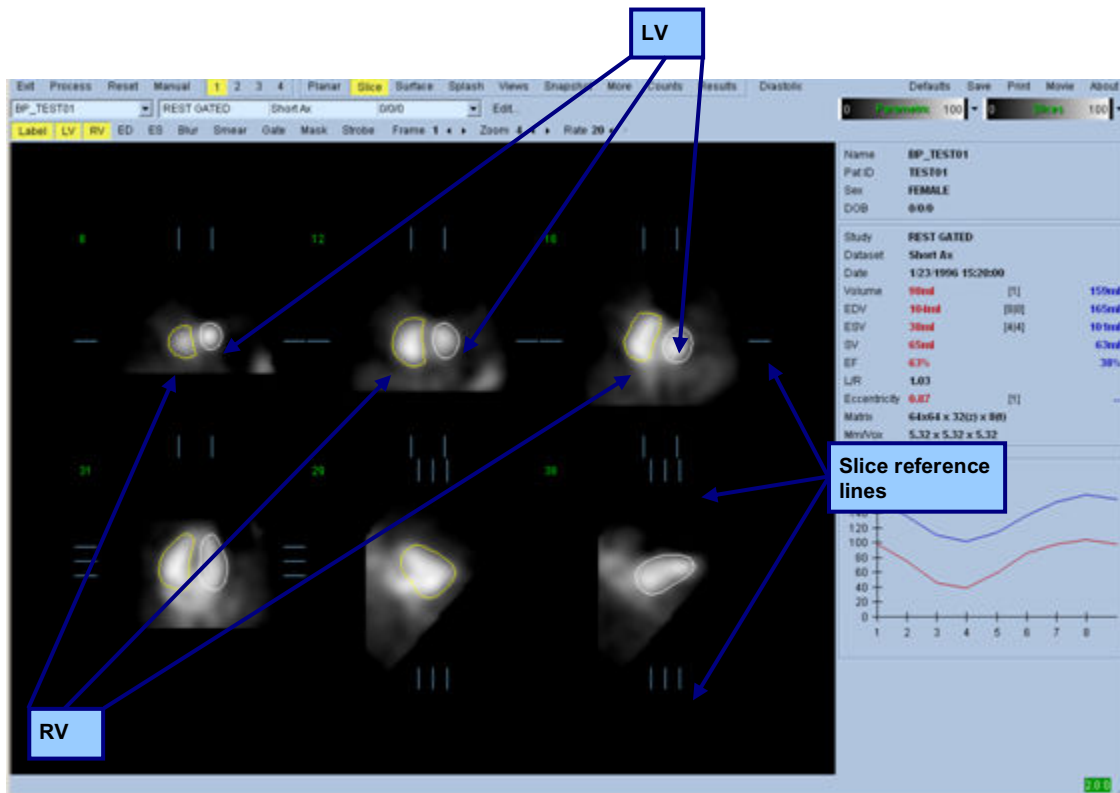 LV
Exit Process Reset Manual 1 2 3 4 Planar Slice Surface Splash Views Snapshot More Counts Results Diastolic Defaults Save Print Movie About
BP_TEST01 REST GATED Short Ax 0/0/0 Edit...
0 Parametric 100 0 Slices 100
Label LV RV ED ES Blur Smear Gate Mask Strobe Frame 1 Zoom 4 Rate 20
Name BP_TEST01
Pat ID TEST01
Sex FEMALE
DOB 0/0/0
8 12 16
Study REST GATED
Dataset Short Ax
Date 1/23/1996 15:20:00
Volume 98ml [1] 159ml
EDV 104ml [8|8] 165ml
ESV 38ml [4|4] 101ml
SV 65ml 63ml
EF 63% 38%
L/R 1.03
Eccentricity 0.87 [1]
Matrix 64x64 x 32(z) x 8(t)
Mm/Vox 5.32 x 5.32 x 5.32
31 29 38
Slice reference
lines
140
120
100
80
60
40
20
0
1 2 3 4 5 6 7 8
RV
200